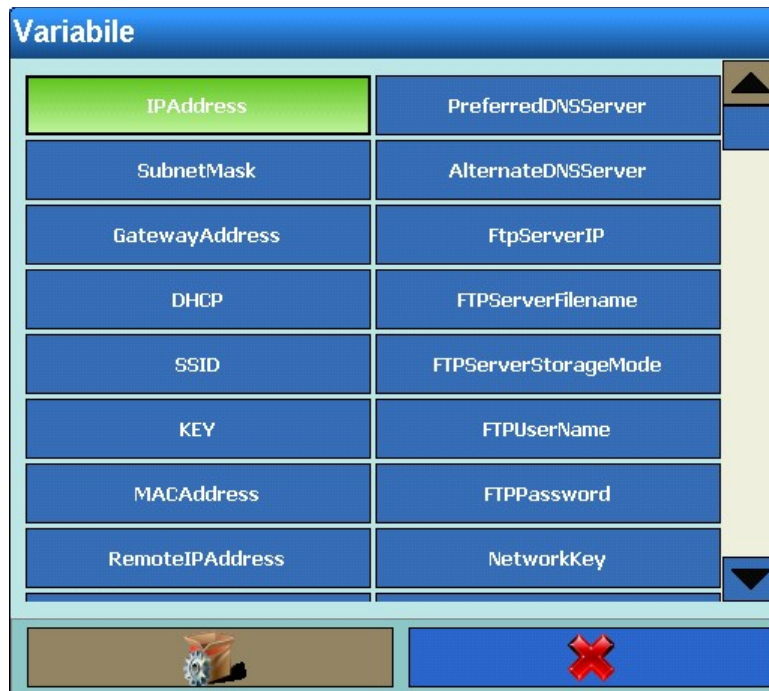 Variabile
IPAddress
PreferredDNSServer
SubnetMask
AlternateDNSServer
GatewayAddress
FtpServerIP
DHCP
FTPServerFilename
SSID
FTPServerStorageMode
KEY
FTPUserName
MACAddress
FTPPassword
RemoteIPAddress
NetworkKey